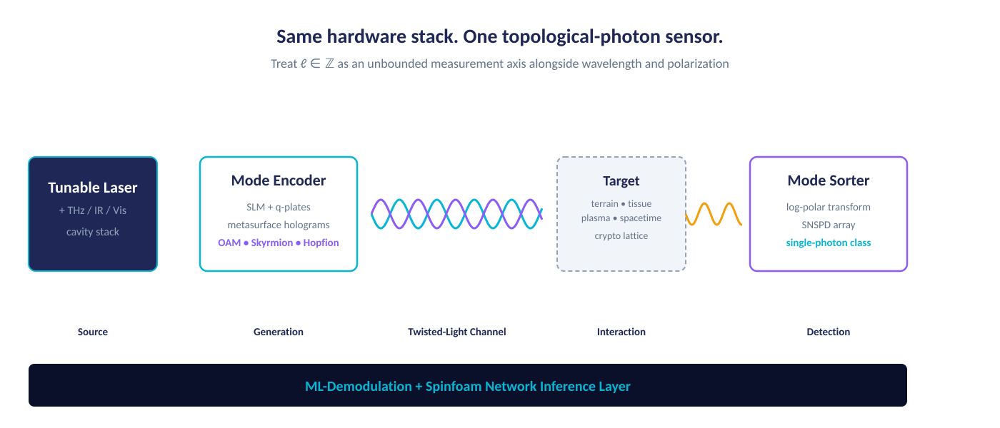 Same hardware stack. One topological-photon sensor.
Treat ℓ ∈ ℤ as an unbounded measurement axis alongside wavelength and polarization
Tunable Laser
+ THz / IR / Vis
cavity stack
Mode Encoder
SLM + q-plates
metasurface holograms
OAM • Skyrmion • Hopfion
Target
terrain • tissue
plasma • spacetime
crypto lattice
Mode Sorter
log-polar transform
SNSPD array
single-photon class
Source
Generation
Twisted-Light Channel
Interaction
Detection
ML-Demodulation + Spinfoam Network Inference Layer